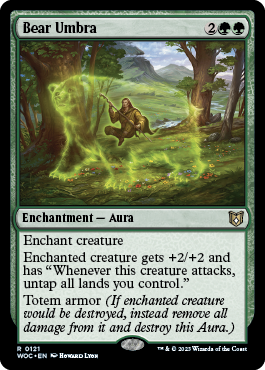 Bear Umbra 2
Enchantment — Aura
Enchant creature
Enchanted creature gets +2/+2 and
has “Whenever this creature attacks,
untap all lands you control.”
Totem armor (If enchanted creature
would be destroyed, instead remove all
damage from it and destroy this Aura.)
R 0121
WOC • EN Howard Lyon
™ & © 2023 Wizards of the Coast